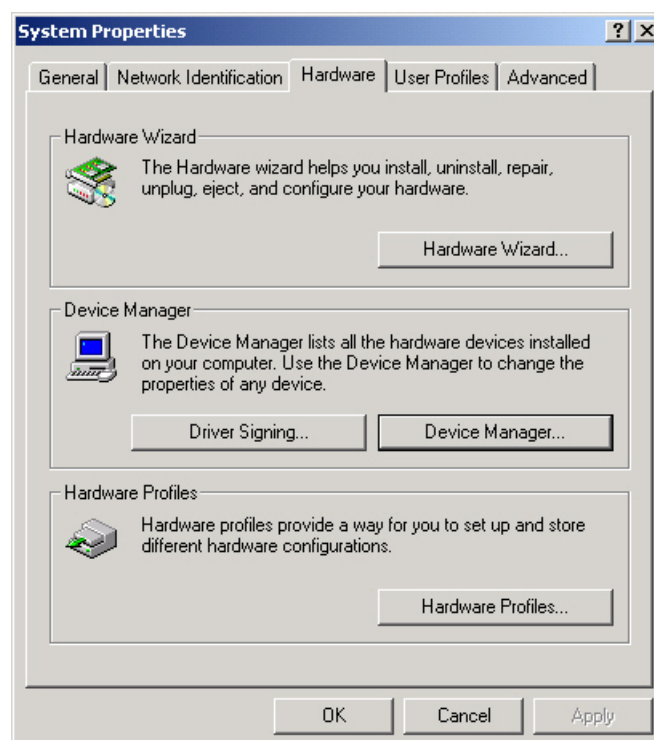 System Properties
General
Network Identification
Hardware
User Profiles
Advanced
Hardware Wizard
The Hardware wizard helps you install, uninstall, repair,
unplug, eject, and configure your hardware.
Hardware Wizard...
Device Manager
The Device Manager lists all the hardware devices installed
on your computer. Use the Device Manager to change the
properties of any device.
Driver Signing...
Device Manager...
Hardware Profiles
Hardware profiles provide a way for you to set up and store
different hardware configurations.
Hardware Profiles...
OK
Cancel
Apply